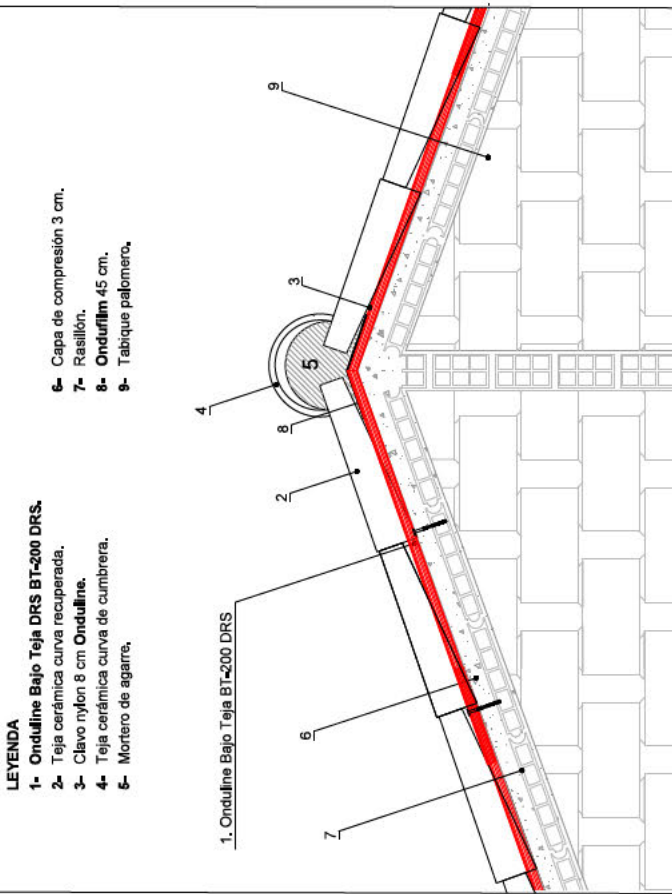 LEYENDA
1- Onduline Bajo Teja DRS BT-200 DRS.
2- Teja cerámica curva recuperada.
3- Clavo nylon 8 cm Onduline.
4- Teja cerámica curva de cumbrera.
5- Mortero de agarre.
6- Capa de compresión 3 cm.
7- Rasillón.
8- Ondufilm 45 cm.
9- Tabique palomero.
1. Onduline Bajo Teja BT-200 DRS
4
5
3
9
8
2
6
7